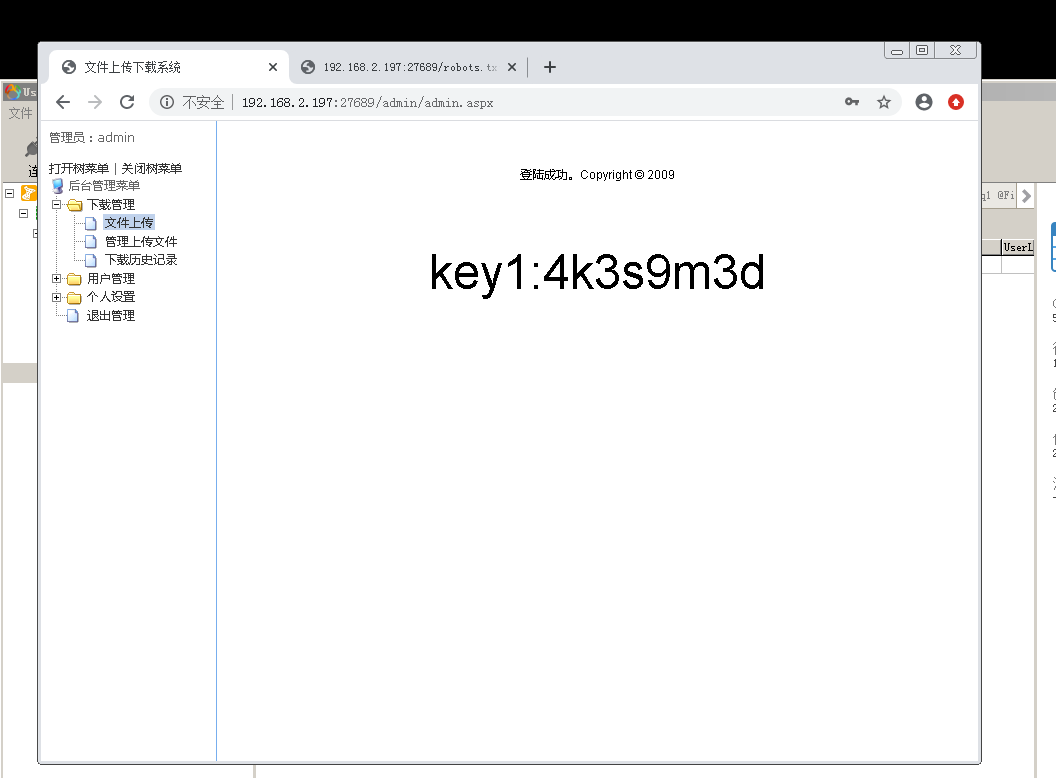 文件上传下载系统
192.168.2.197:27689/robots.tx
Us
不安全
192.168.2.197:27689/admin/admin.aspx
文件
管理员：admin
登陆成功。Copyright © 2009
打开树菜单 | 关闭树菜单
后台管理菜单
下载管理
q1 @Fi
文件上传
管理上传文件
UserL
下载历史记录
key1:4k3s9m3d
用户管理
个人设置
退出管理